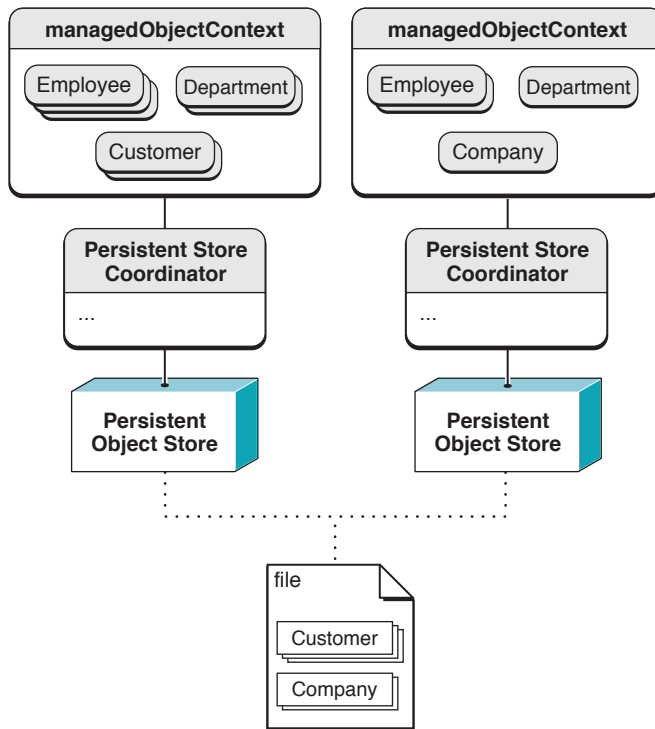 managedObjectContext
Employee
Department
Customer
Persistent Store
Coordinator
...
Persistent
Object Store
managedObjectContext
Employee
Department
Company
Persistent Store
Coordinator
...
Persistent
Object Store
file
Customer
Company